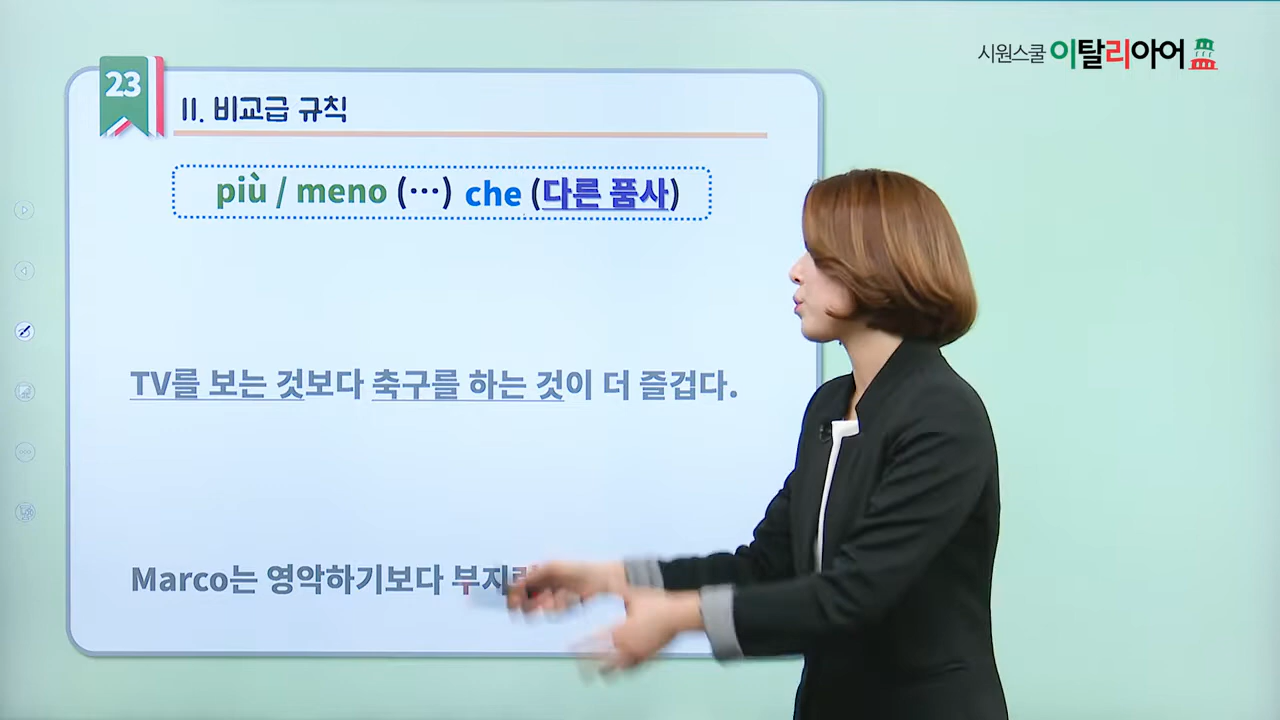 시원스쿨 이탈리아어
23
II. 비교급 규칙
più / meno (…) che (다른 품사)
TV를 보는 것보다 축구를 하는 것이 더 즐겁다.
Marco는 영악하기보다